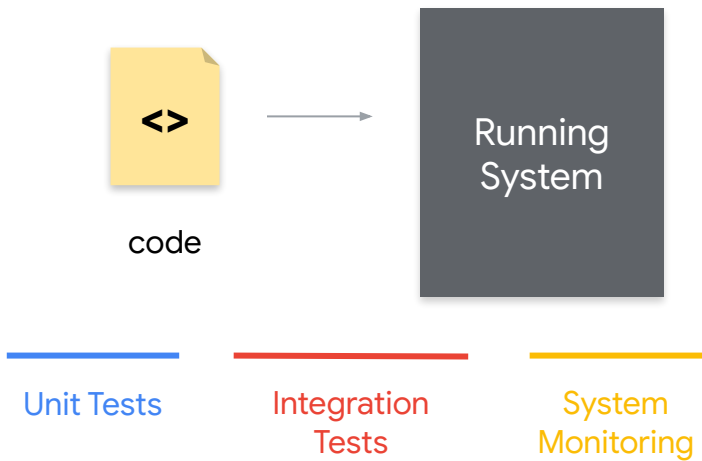 <>
code
Running
System
Unit Tests
Integration
Tests
System
Monitoring